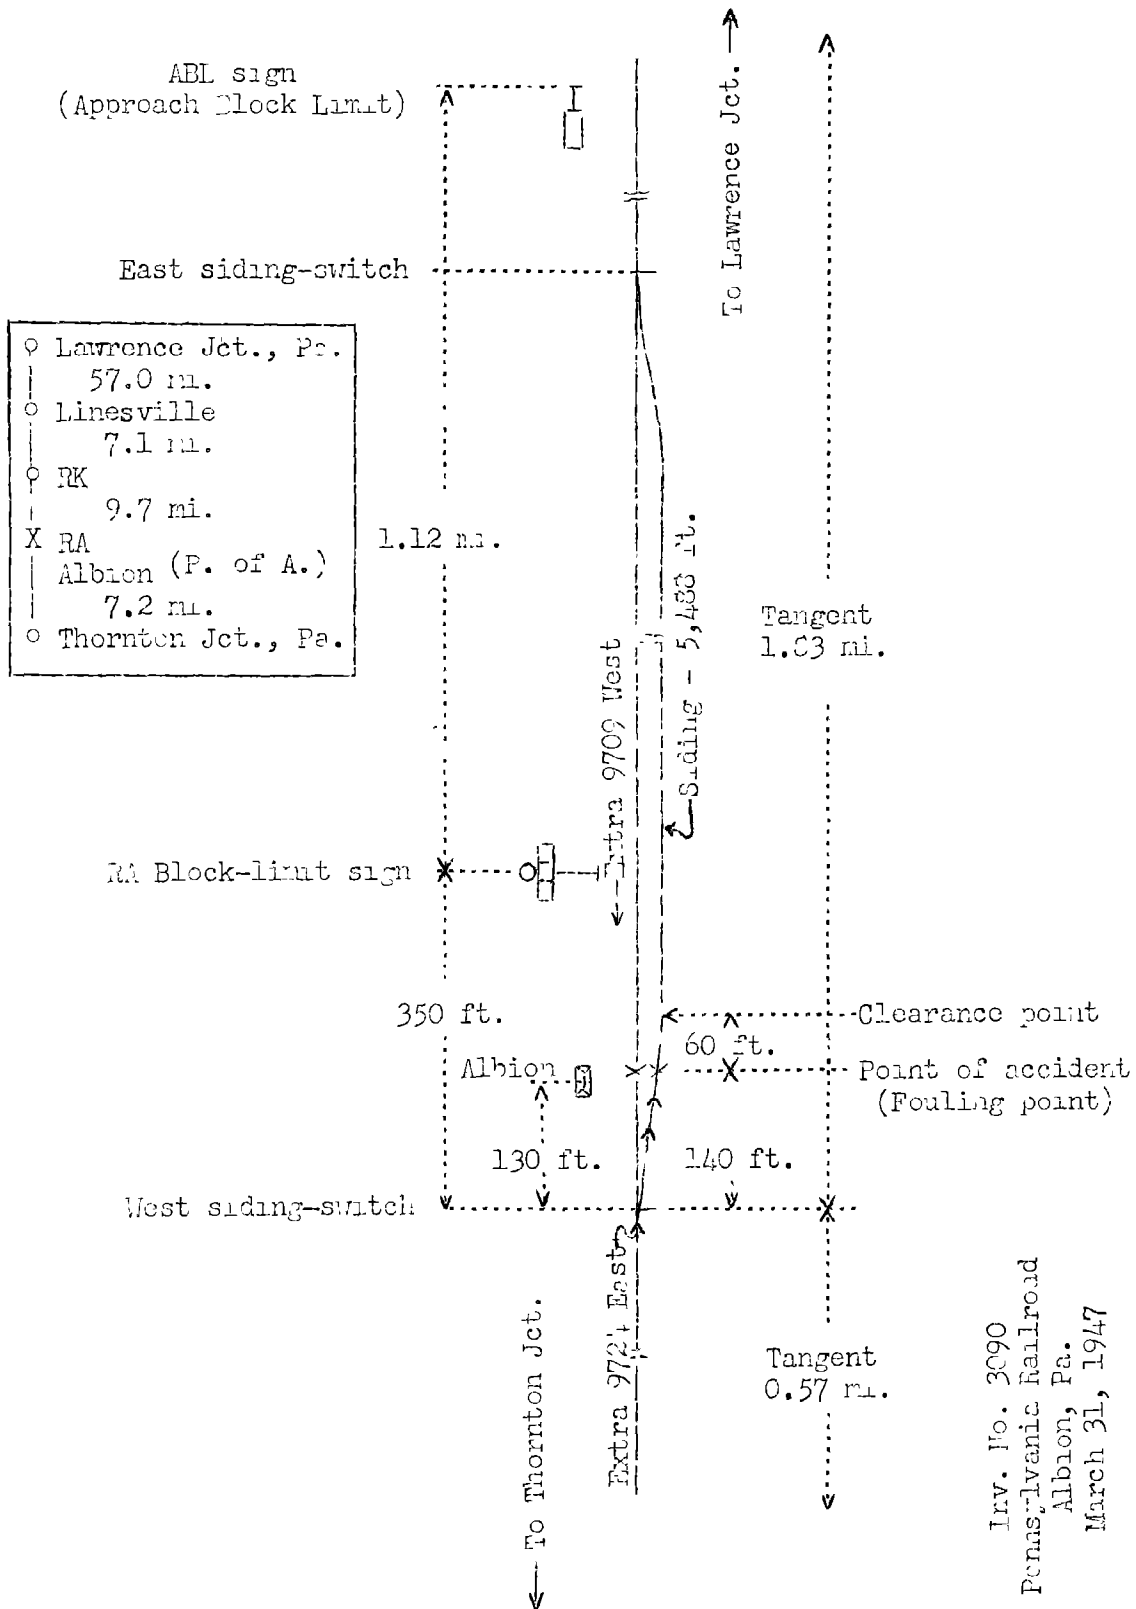 ABL sign
(Approach Block Limit)
To Lawrence Jct.
East siding-switch
Lawrence Jct., Pa.
57.0 mi.
Linesville
7.1 mi.
RK
9.7 mi.
X RA
Albion (P. of A.)
7.2 mi.
Thornton Jct., Pa.
1.12 mi.
Siding - 5,488 ft.
Tangent
mi.
Extra 9709 West
RA Block-limit sign
350 ft.
Clearance point
60 ft.
Albion
Point of accident
(Fouling point)
130 ft.
140 ft.
West siding-switch
Extra 9724 East
To Thornton Jct.
Tangent
0.57 mi.
Inv. No. 3090
Pennsylvania Railroad
Albion, Pa.
March 31, 1947